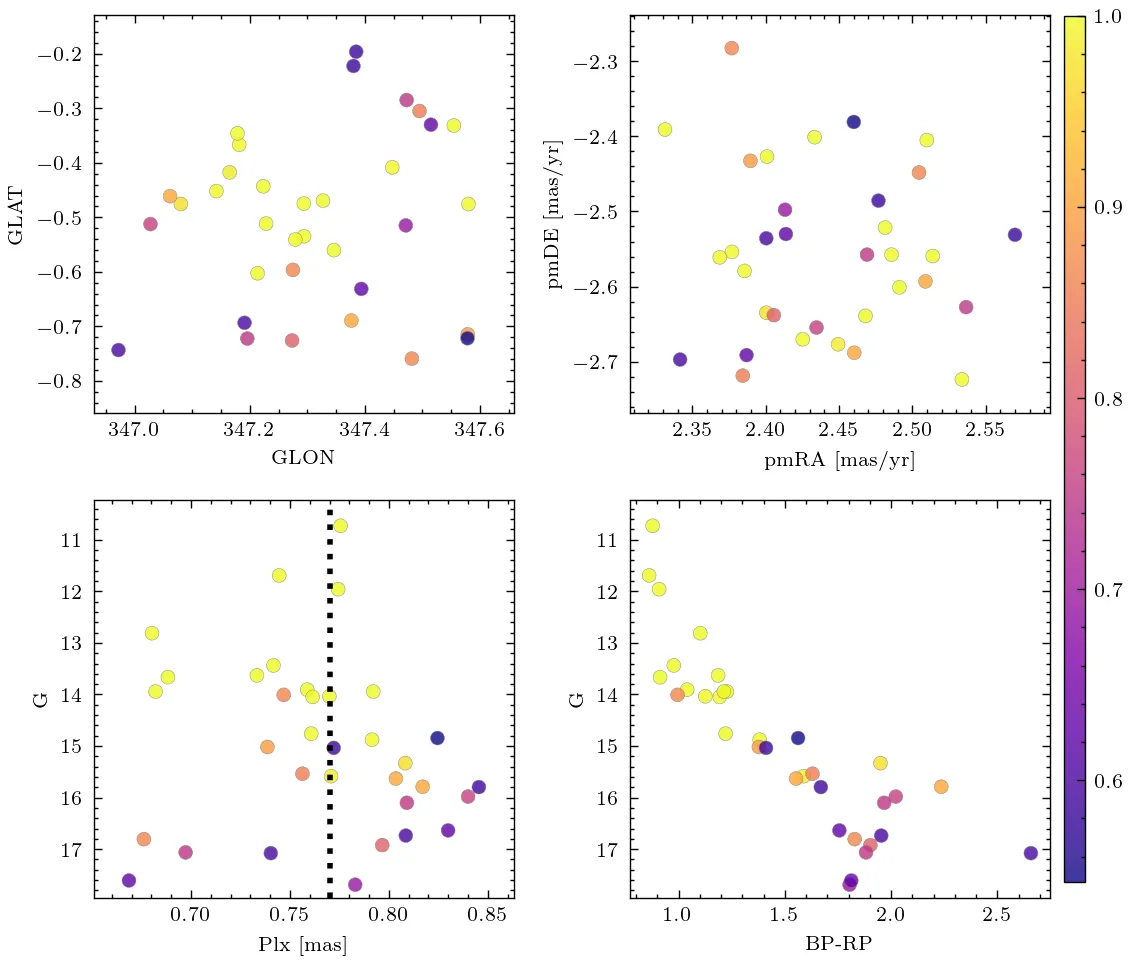 −0.2
−0.3
−0.4
−0.5
−0.6
−0.7
−0.8
GLAT
347.0 347.2 347.4 347.6
GLON
−2.3
−2.4
−2.5
−2.6
−2.7
pmDE [mas/yr]
2.35 2.40 2.45 2.50 2.55
pmRA [mas/yr]
11
12
13
14
15
16
17
G
0.70 0.75 0.80 0.85
Plx [mas]
11
12
13
14
15
16
17
G
1.0 1.5 2.0 2.5
BP-RP
1.0
0.9
0.8
0.7
0.6